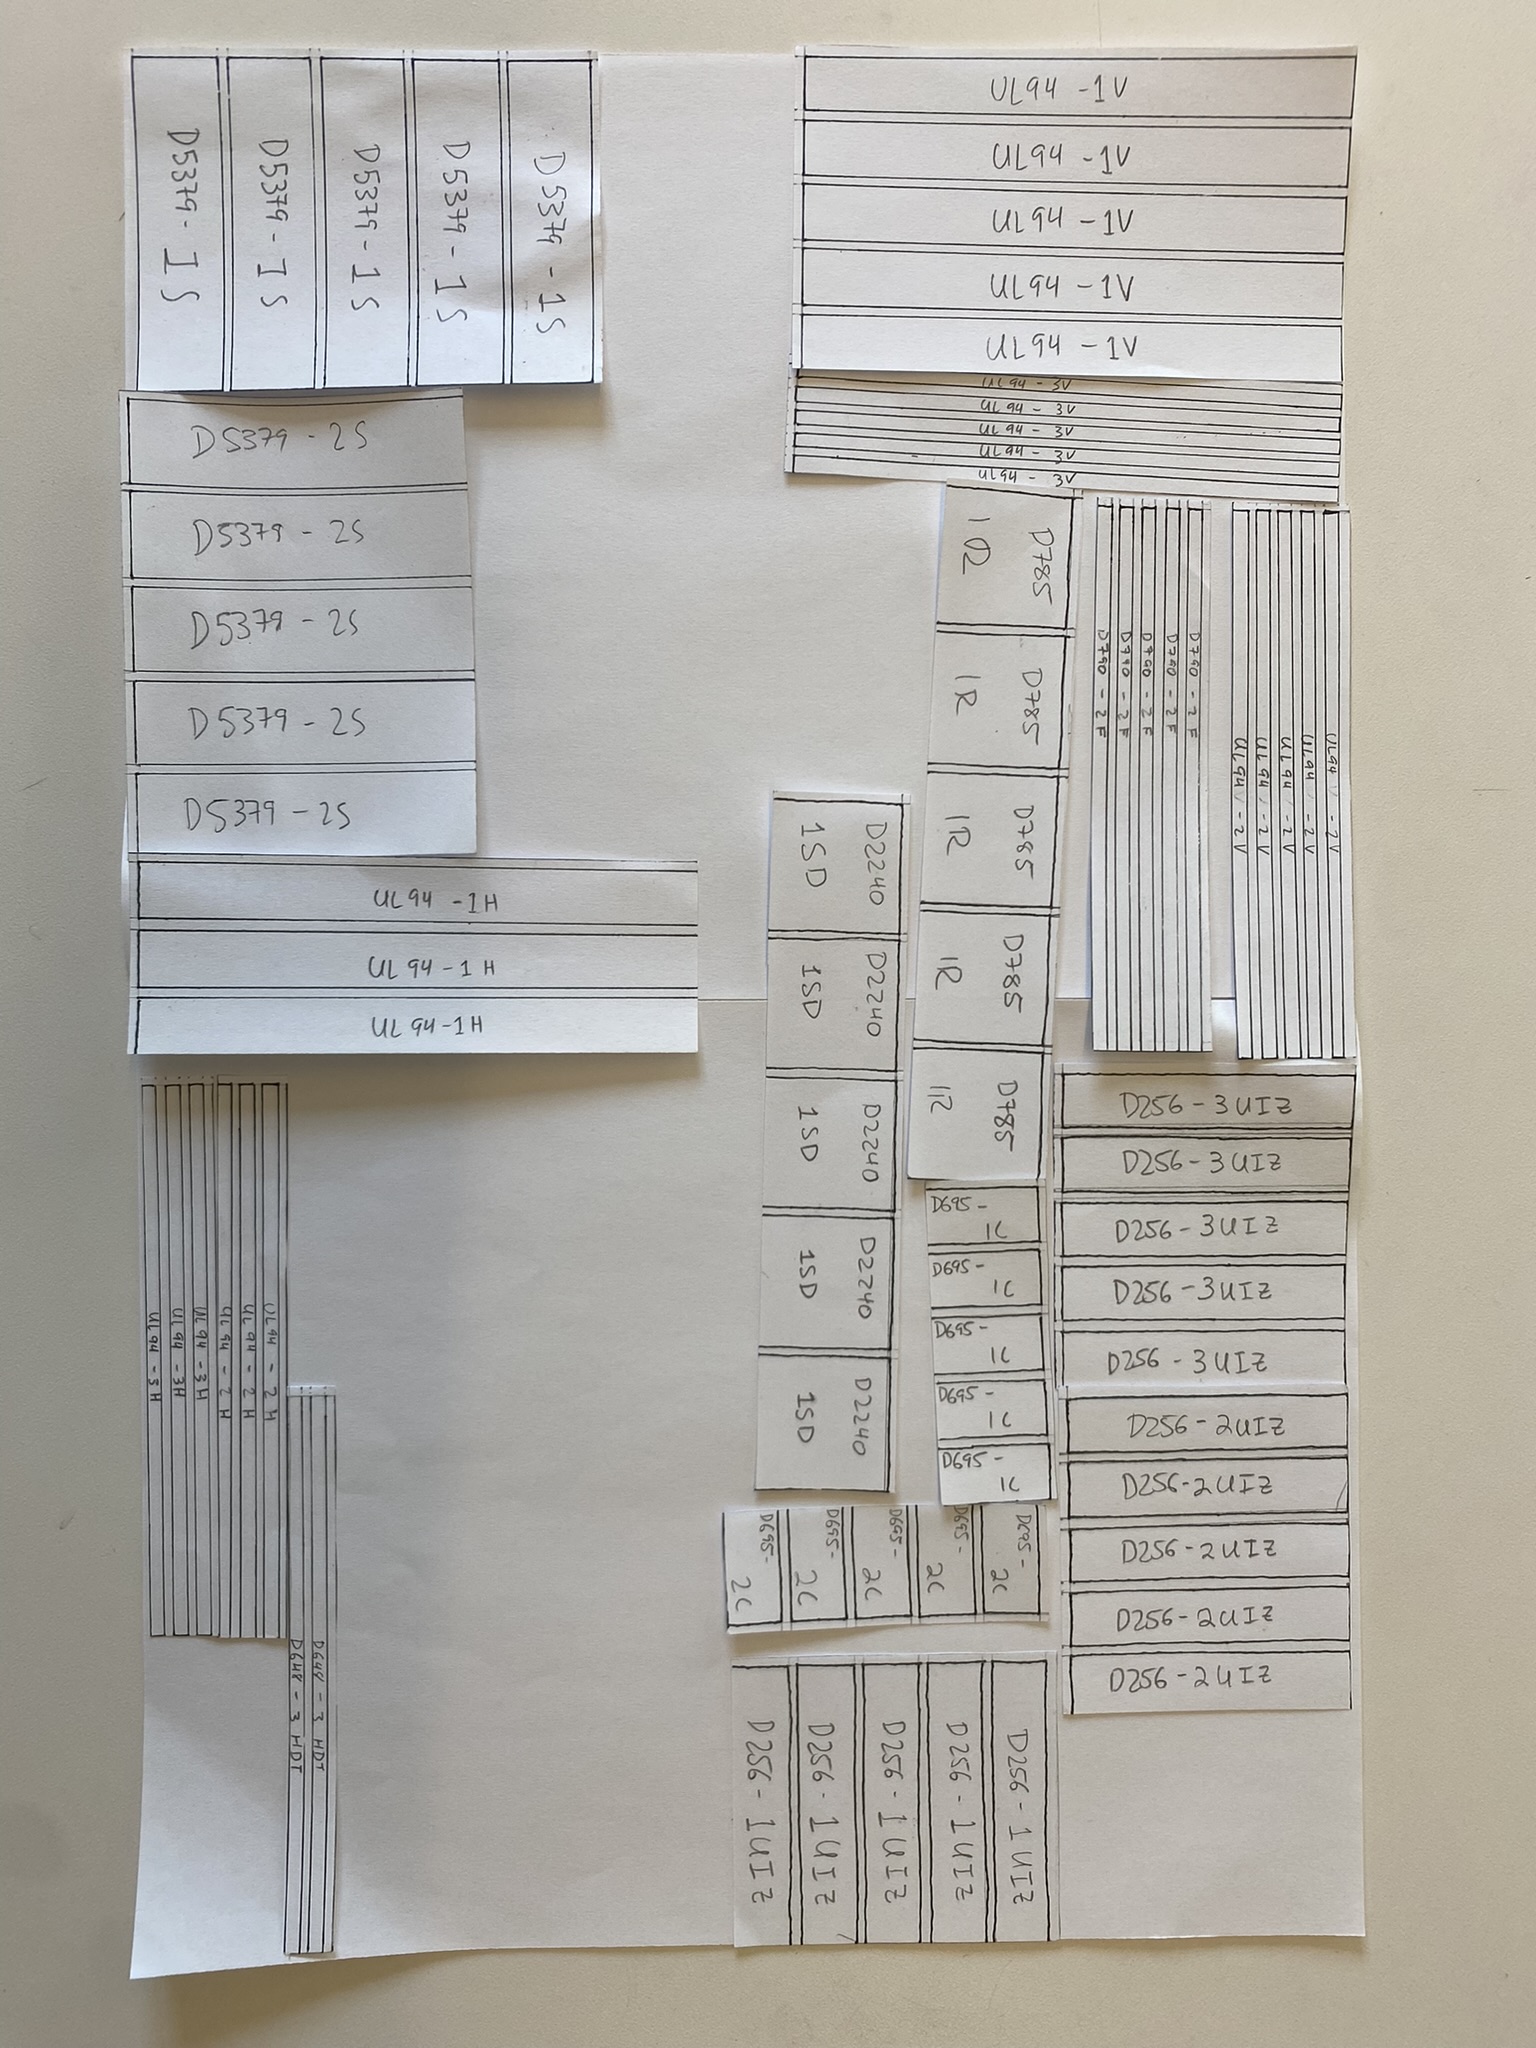 D5379 - 1S
D5379 - 1S
D5379 - 1S
D5379 - 1S
D5379 - 1S
UL94 - 1V
UL94 - 1V
UL94 - 1V
UL94 - 1V
UL94 - 1V
UL94 - 3V
UL94 - 3V
UL94 - 3V
UL94 - 3V
UL94 - 3V
D5379 - 2S
D5379 - 2S
D5379 - 2S
D5379 - 2S
D5379 - 2S
UL94 - 1H
UL94 - 1H
UL94 - 1H
D785
1R
D785
1R
D785
1R
D785
1R
D785
1R
D790 - 2F
D790 - 2F
D790 - 2F
D790 - 2F
D790 - 2F
UL94 V - 2V
UL94 V - 2V
UL94 V - 2V
UL94 V - 2V
UL94 V - 2V
D2240
1SD
D2240
1SD
D2240
1SD
D2240
1SD
D2240
1SD
UL94 - 3H
UL94 - 3H
UL94 - 3H
UL94 - 2H
UL94 - 2H
UL94 - 2H
D648 - 3 HDT
D648 - 3 HDT
D695 -
1C
D695 -
1C
D695 -
1C
D695 -
1C
D695 -
1C
D256 - 3UIZ
D256 - 3UIZ
D256 - 3UIZ
D256 - 3UIZ
D256 - 3UIZ
D256 - 2UIZ
D256 - 2UIZ
D256 - 2UIZ
D256 - 2UIZ
D256 - 2UIZ
D695 -
2C
D695 -
2C
D695 -
2C
D695 -
2C
D695 -
2C
D256 - 1UIZ
D256 - 1UIZ
D256 - 1UIZ
D256 - 1UIZ
D256 - 1UIZ